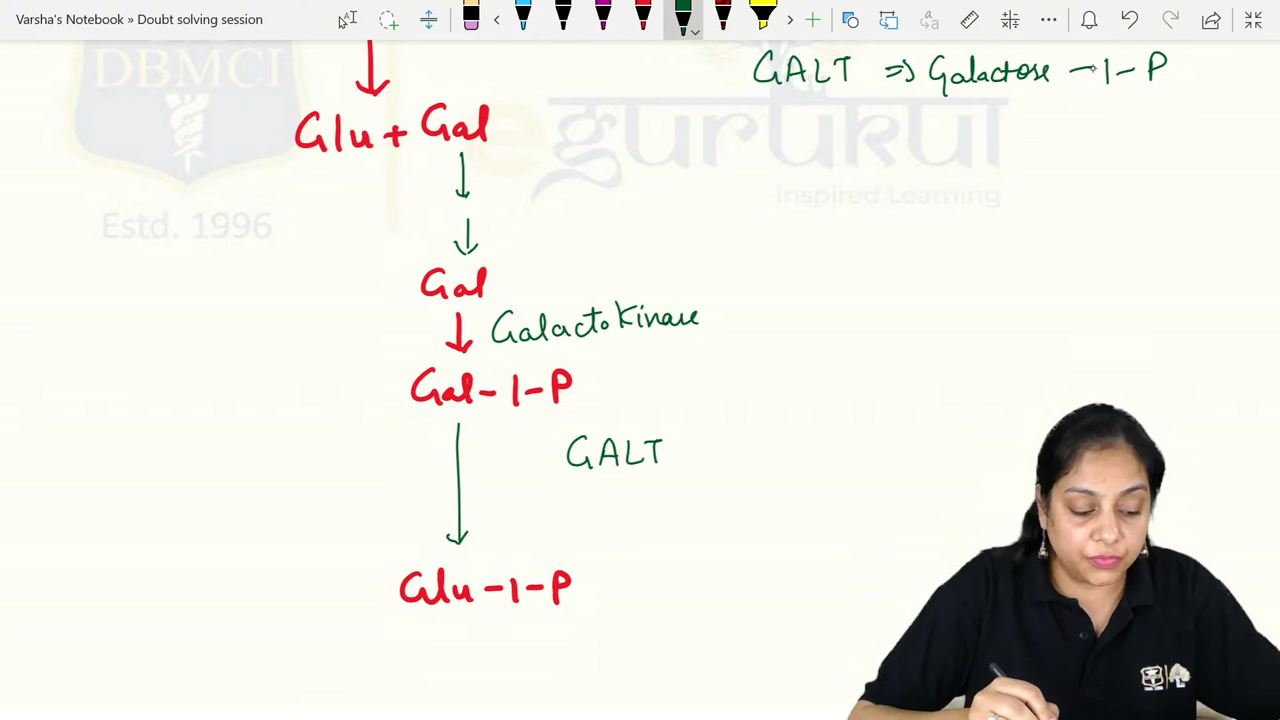 Varsha's Notebook » Doubt solving session
GALT => Galactose - 1 - P
DBMCI
Glu + Gal
eGurukul
Inspired Learning
Estd. 1996
Gal
Galactokinase
Gal - 1 - P
GALT
Glu - 1 - P